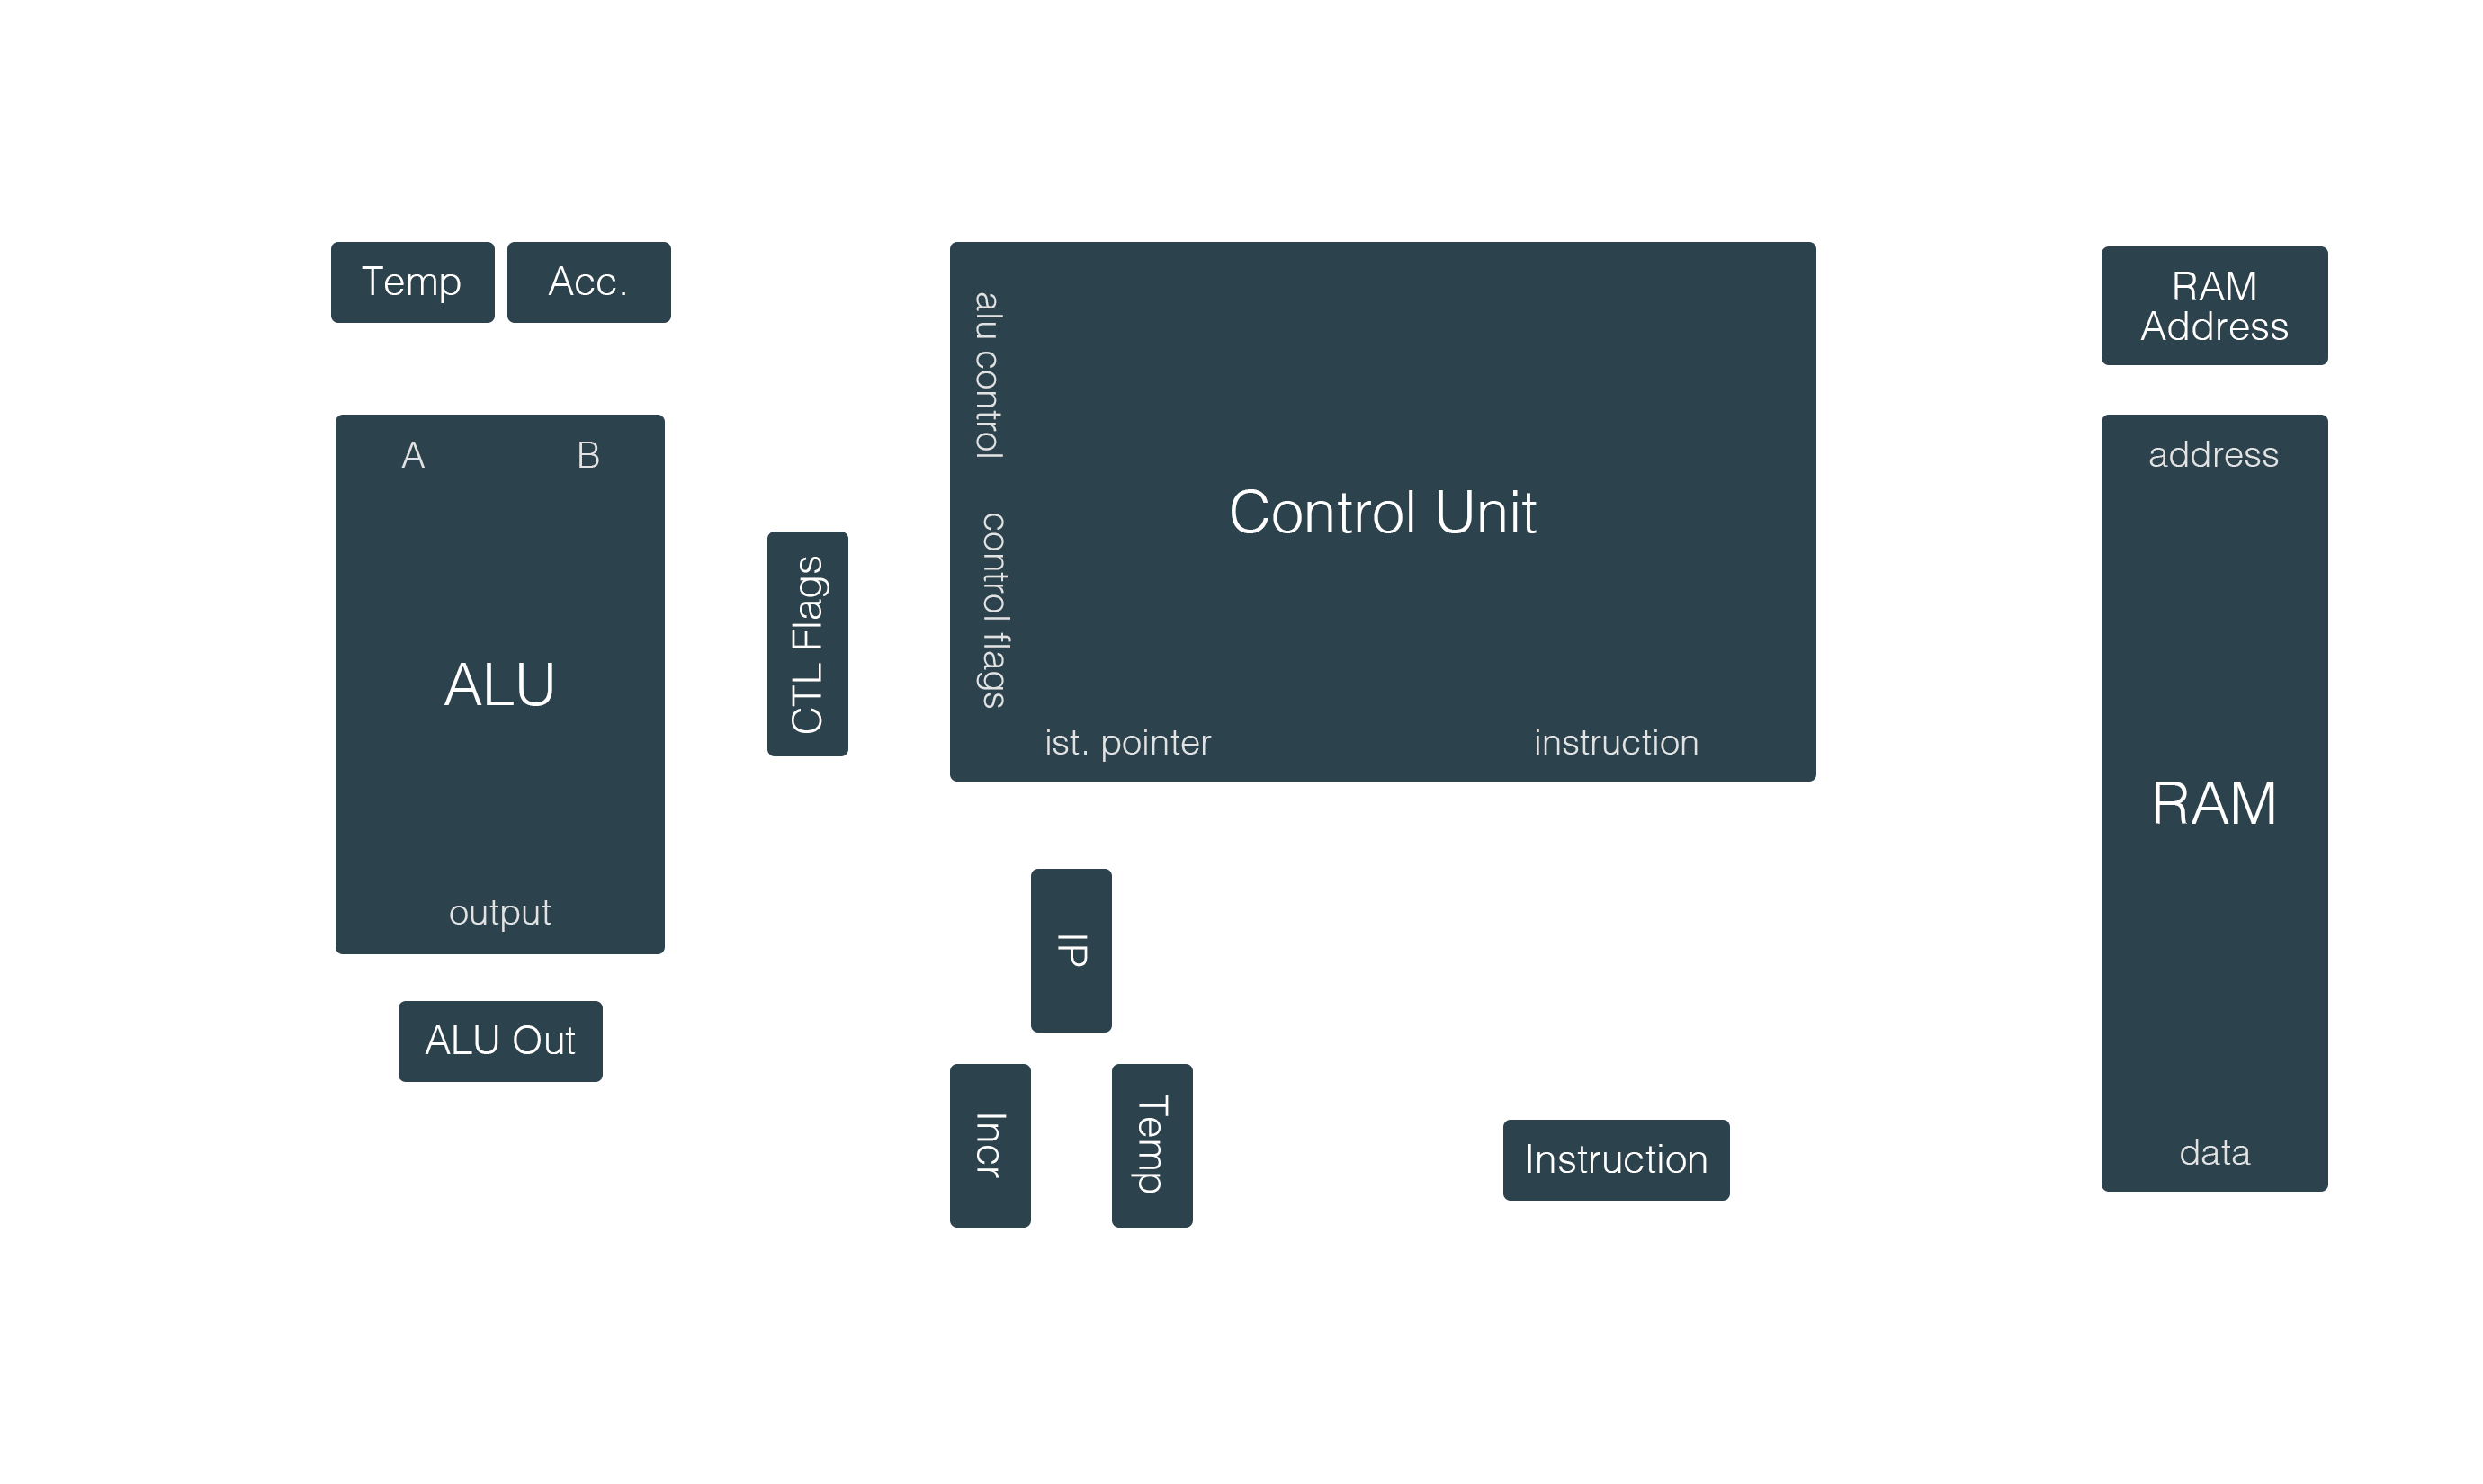 Temp
Acc.
A
B
ALU
output
ALU Out
CTL Flags
alu control
control flags
Control Unit
ist. pointer
instruction
IP
Incr
Temp
Instruction
RAM
Address
address
RAM
data